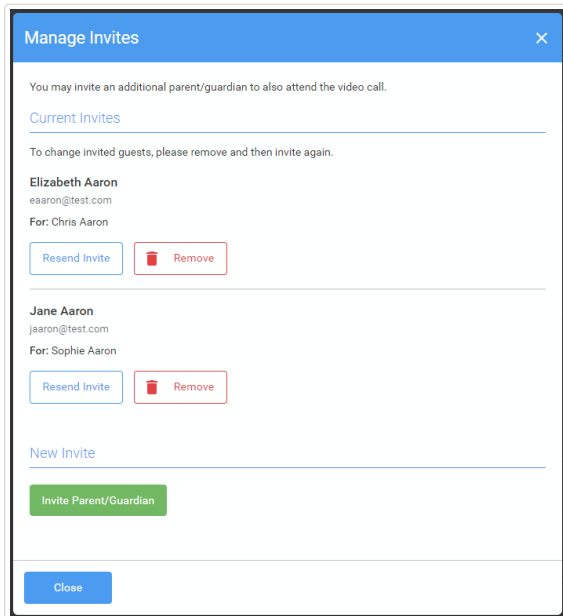 Manage Invites
You may invite an additional parent/guardian to also attend the video call.
Current Invites
To change invited guests, please remove and then invite again.
Elizabeth Aaron
eaaron@test.com
For: Chris Aaron
Resend Invite Remove
Jane Aaron
jaaron@test.com
For: Sophie Aaron
Resend Invite Remove
New Invite
Invite Parent/Guardian
Close